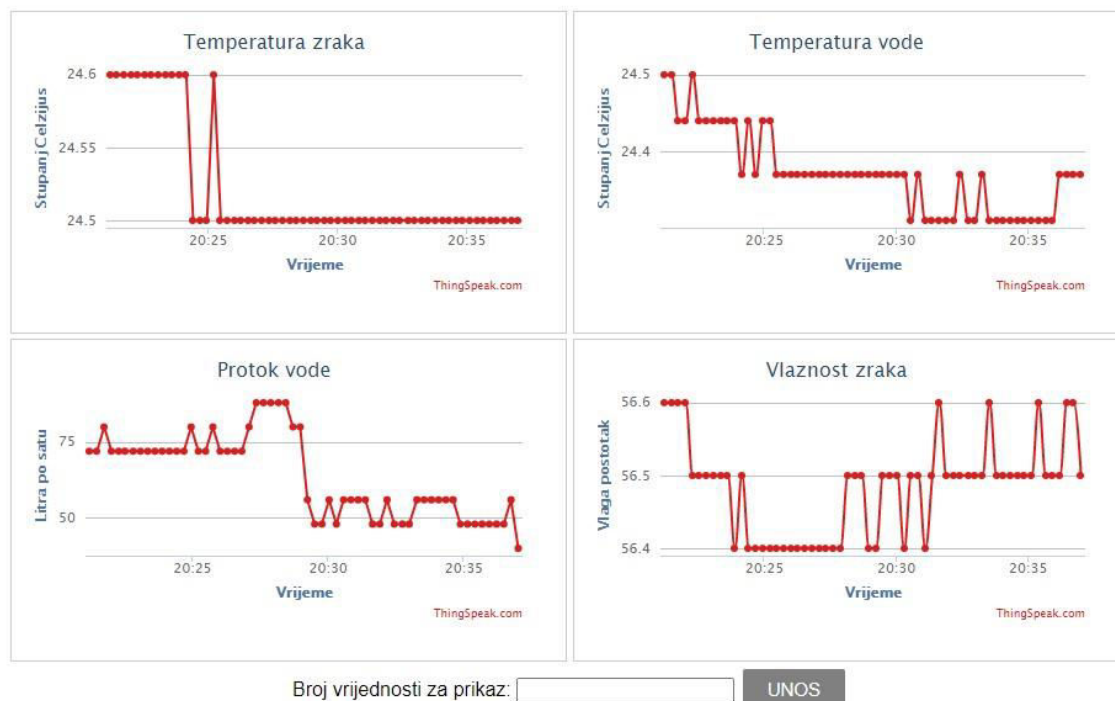 Temperatura zraka
Stupanj Celzijus
24.6
24.55
24.5
20:25 20:30 20:35
Vrijeme
ThingSpeak.com
Temperatura vode
Stupanj Celzijus
24.5
24.4
20:25 20:30 20:35
Vrijeme
ThingSpeak.com
Protok vode
Litra po satu
75
50
20:25 20:30 20:35
Vrijeme
ThingSpeak.com
Vlaznost zraka
Vlaga postotak
56.6
56.5
56.4
20:25 20:30 20:35
Vrijeme
ThingSpeak.com
Broj vrijednosti za prikaz: UNOS